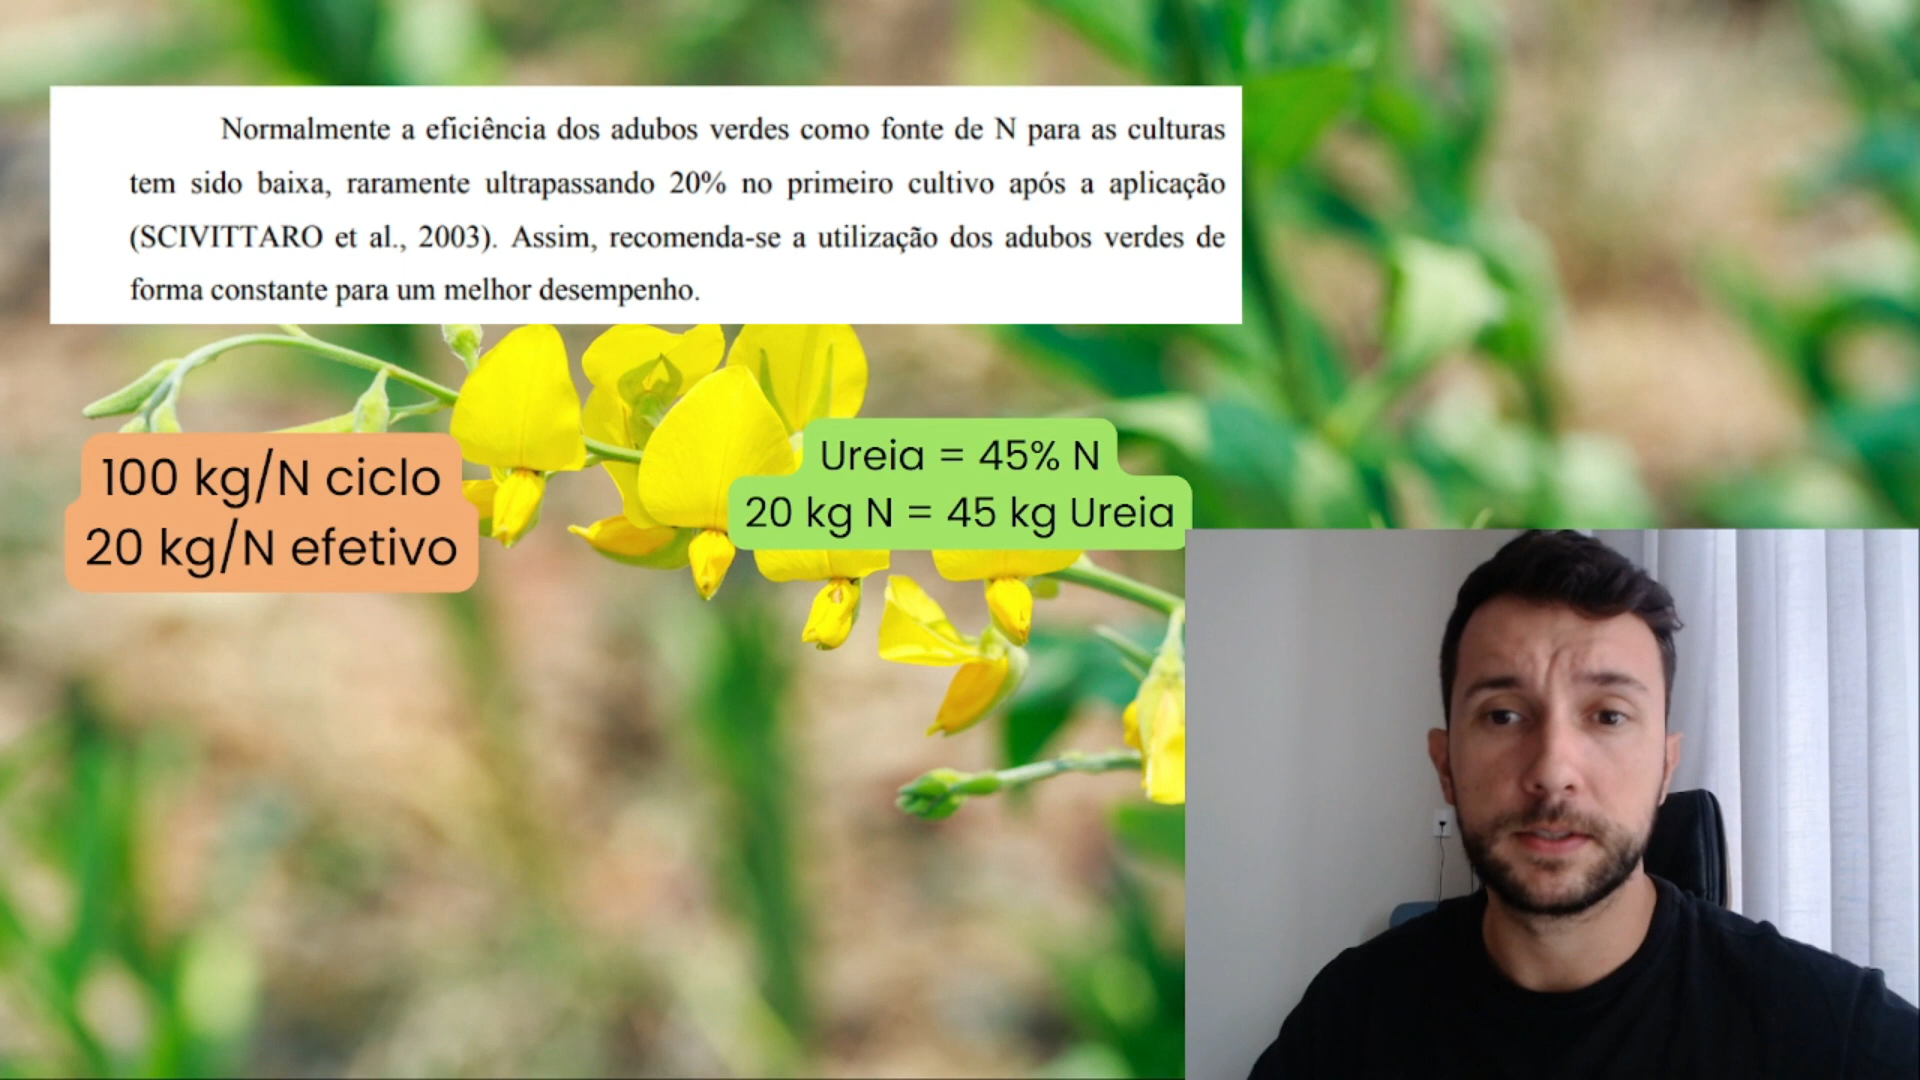 Normalmente a eficiência dos adubos verdes como fonte de N para as culturas
tem sido baixa, raramente ultrapassando 20% no primeiro cultivo após a aplicação
(SCIVITTARO et al., 2003). Assim, recomenda-se a utilização dos adubos verdes de
forma constante para um melhor desempenho.
100 kg/N ciclo
20 kg/N efetivo
Ureia = 45% N
20 kg N = 45 kg Ureia